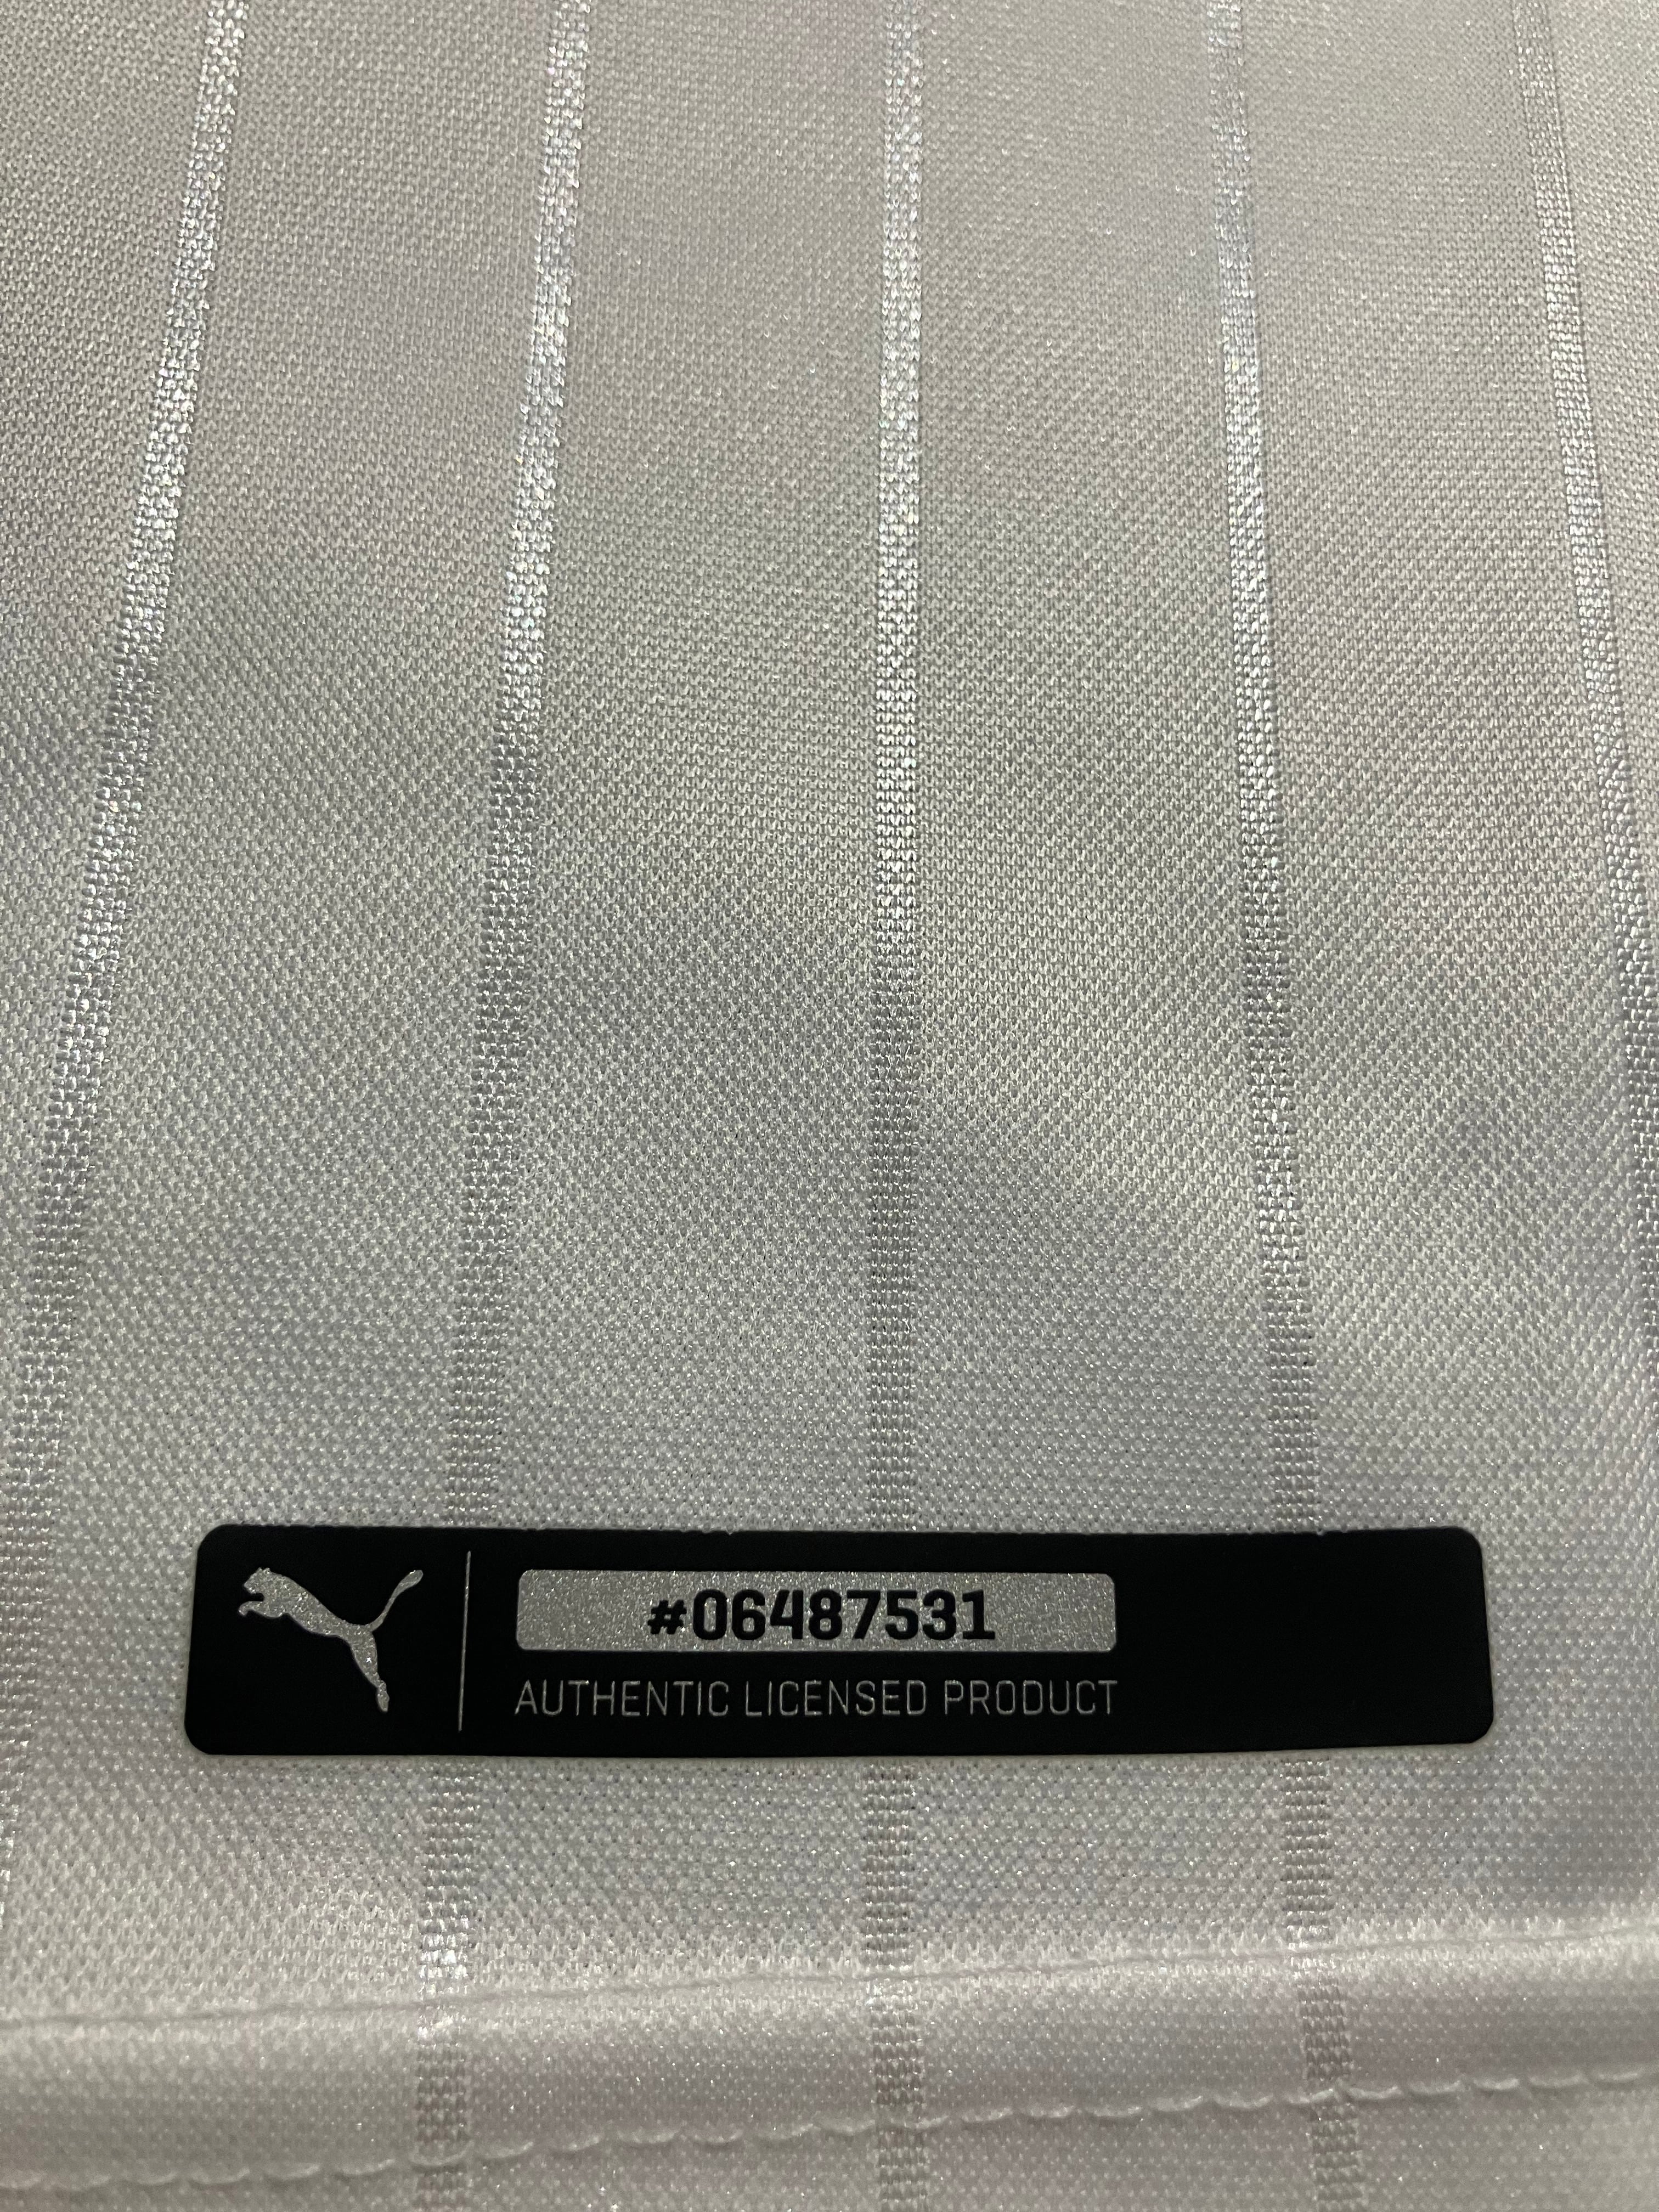 #06487531
AUTHENTIC LICENSED PRODUCT